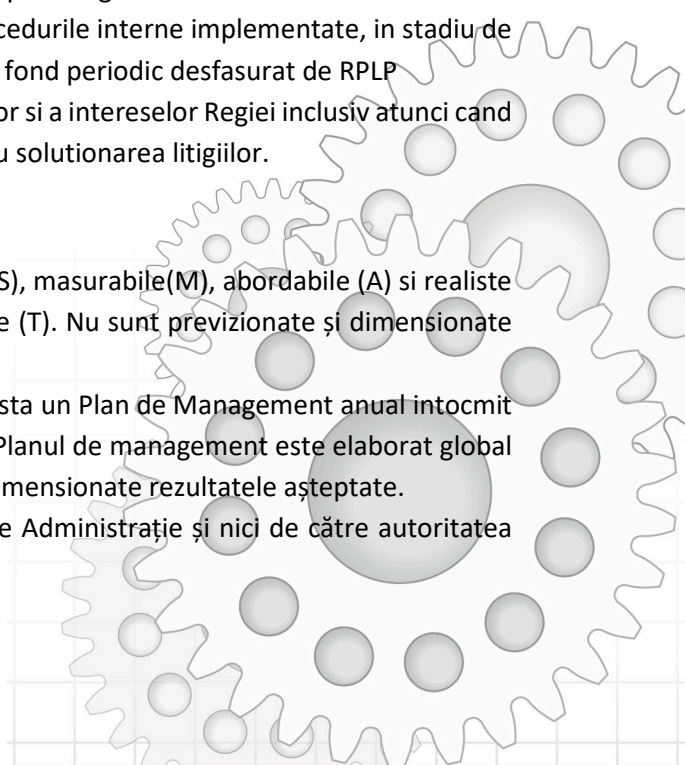 cedurile interne implementate, in stadiu de
fond periodic desfasurat de RPLP
or si a intereselor Regiei inclusiv atunci cand
u solutionarea litigiilor.
S), masurabile(M), abordabile (A) si realiste
e (T). Nu sunt previzionate și dimensionate
sta un Plan de Management anual intocmit
Planul de management este elaborat global
imensionate rezultatele așteptate.
e Administrație și nici de către autoritatea